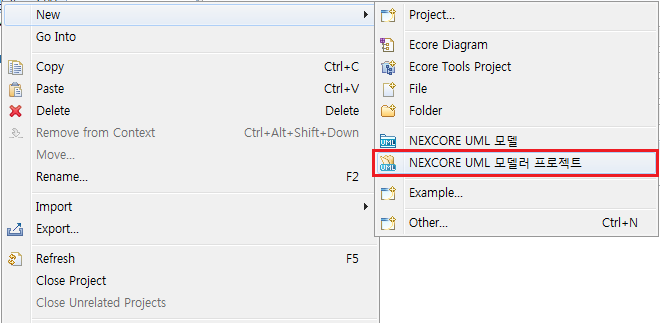 New
Go Into
Copy Ctrl+C
Paste Ctrl+V
Delete Delete
Remove from Context Ctrl+Alt+Shift+Down
Move...
Rename... F2
Import
Export...
Refresh F5
Close Project
Close Unrelated Projects
Project...
Ecore Diagram
Ecore Tools Project
File
Folder
UML NEXCORE UML 모델
UML NEXCORE UML 모델러 프로젝트
Example...
Other... Ctrl+N